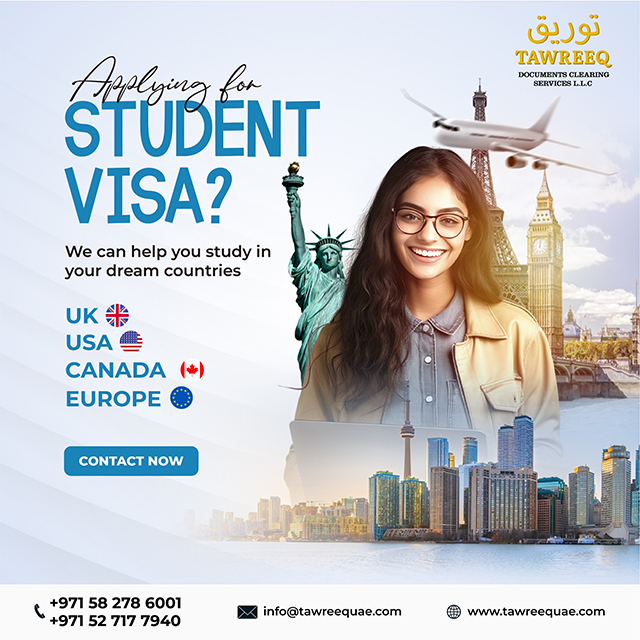 توريق
TAWREEQ
DOCUMENTS CLEARING
SERVICES L.L.C
Applying for
STUDENT
VISA?
We can help you study in
your dream countries
UK
USA
CANADA
EUROPE
CONTACT NOW
+971 58 278 6001
+971 52 717 7940
info@tawreequae.com
www.tawreequae.com